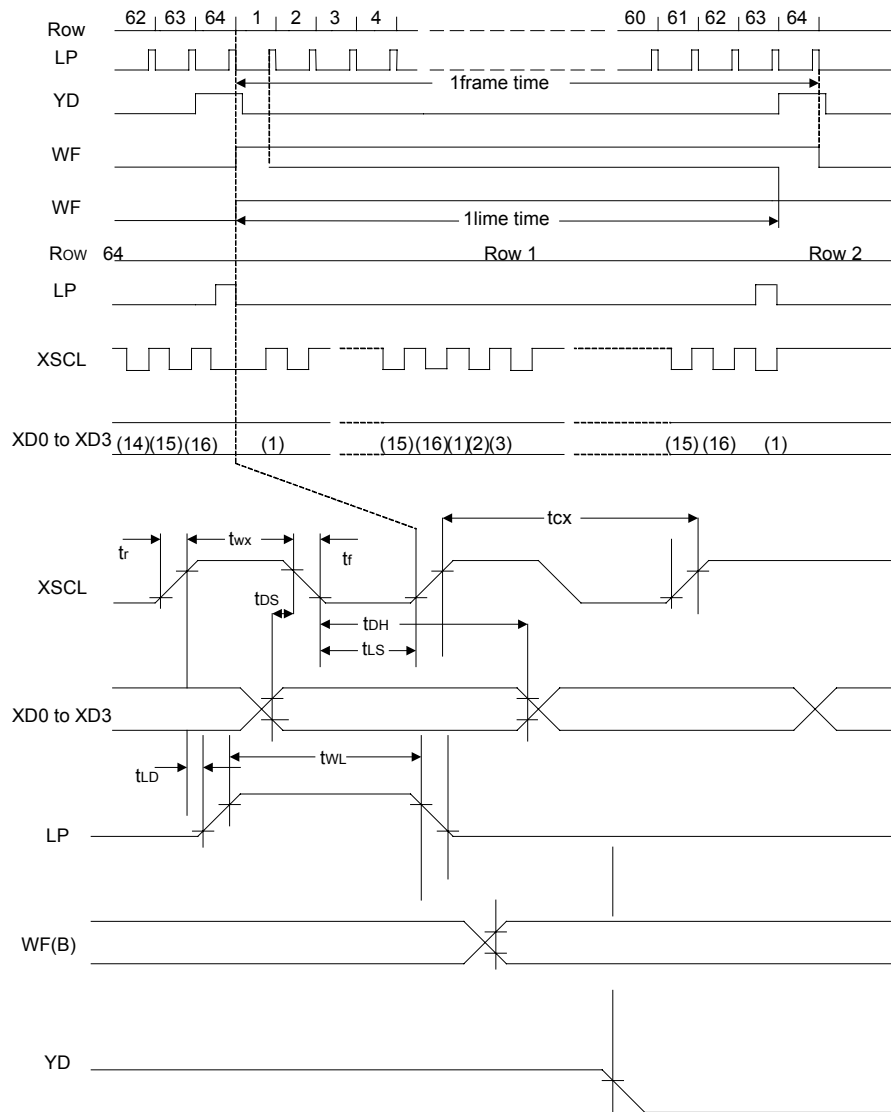 62 63 64 1 2 3 4 60 61 62 63 64
Row
LP
1frame time
YD
WF
WF
1lime time
Row 64 Row 1 Row 2
LP
XSCL
XD0 to XD3 (14)(15)(16) (1) (15)(16)(1)(2)(3) (15) (16) (1)
tcx
tr twx tf
XSCL
tDS
tDH
tLS
XD0 to XD3
tWL
tLD
LP
WF(B)
YD